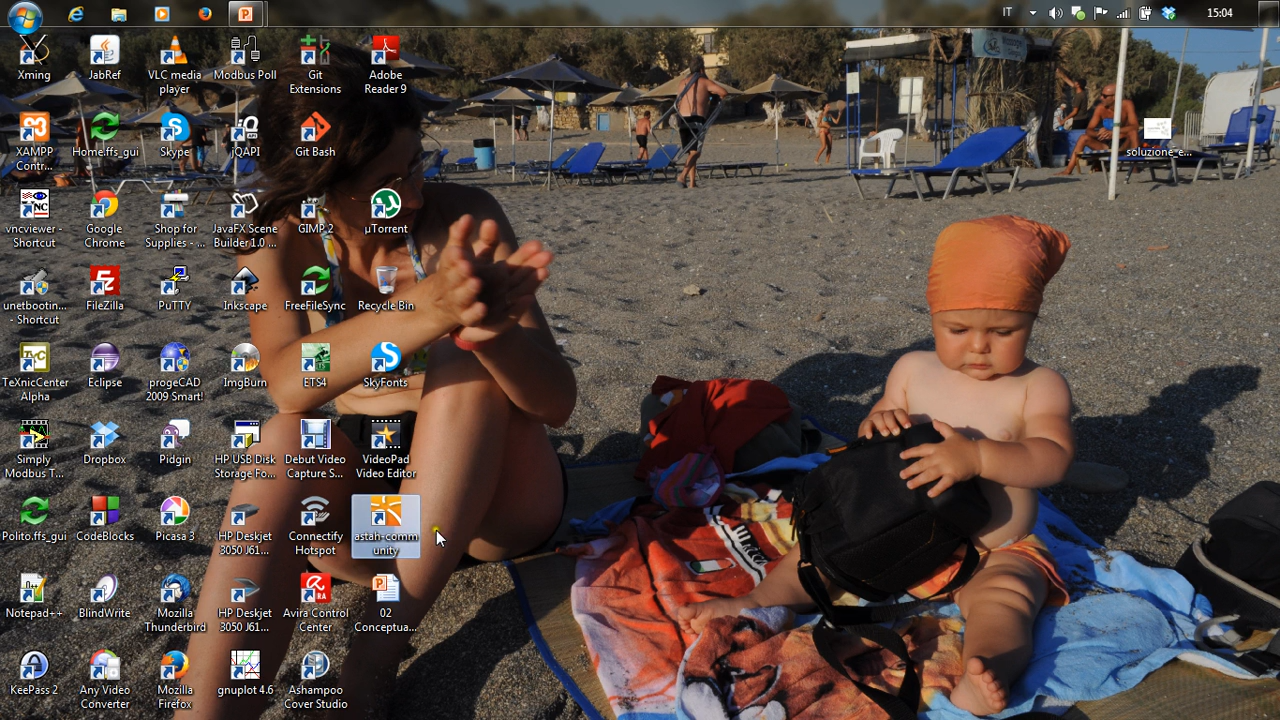 IT
15:04
Xming
JabRef
VLC media
player
Modbus Poll
Git
Extensions
Adobe
Reader 9
XAMPP
Contr...
Home.ffs_gui
Skype
jQAPI
Git Bash
soluzione_e...
vncviewer -
Shortcut
Google
Chrome
Shop for
Supplies - ...
JavaFX Scene
Builder 1.0 ...
GIMP 2
µTorrent
unetbootin...
- Shortcut
FileZilla
PuTTY
Inkscape
FreeFileSync
Recycle Bin
TeXnicCenter
Alpha
Eclipse
progeCAD
2009 Smart!
ImgBurn
ETS4
SkyFonts
Simply
Modbus T...
Dropbox
Pidgin
HP USB Disk
Storage Fo...
Debut Video
Capture S...
VideoPad
Video Editor
Polito.ffs_gui
CodeBlocks
Picasa 3
HP Deskjet
3050 J61...
Connectify
Hotspot
astah-comm
unity
Notepad++
BlindWrite
Mozilla
Thunderbird
HP Deskjet
3050 J61...
Avira Control
Center
02
Conceptua...
KeePass 2
Any Video
Converter
Mozilla
Firefox
gnuplot 4.6
Ashampoo
Cover Studio